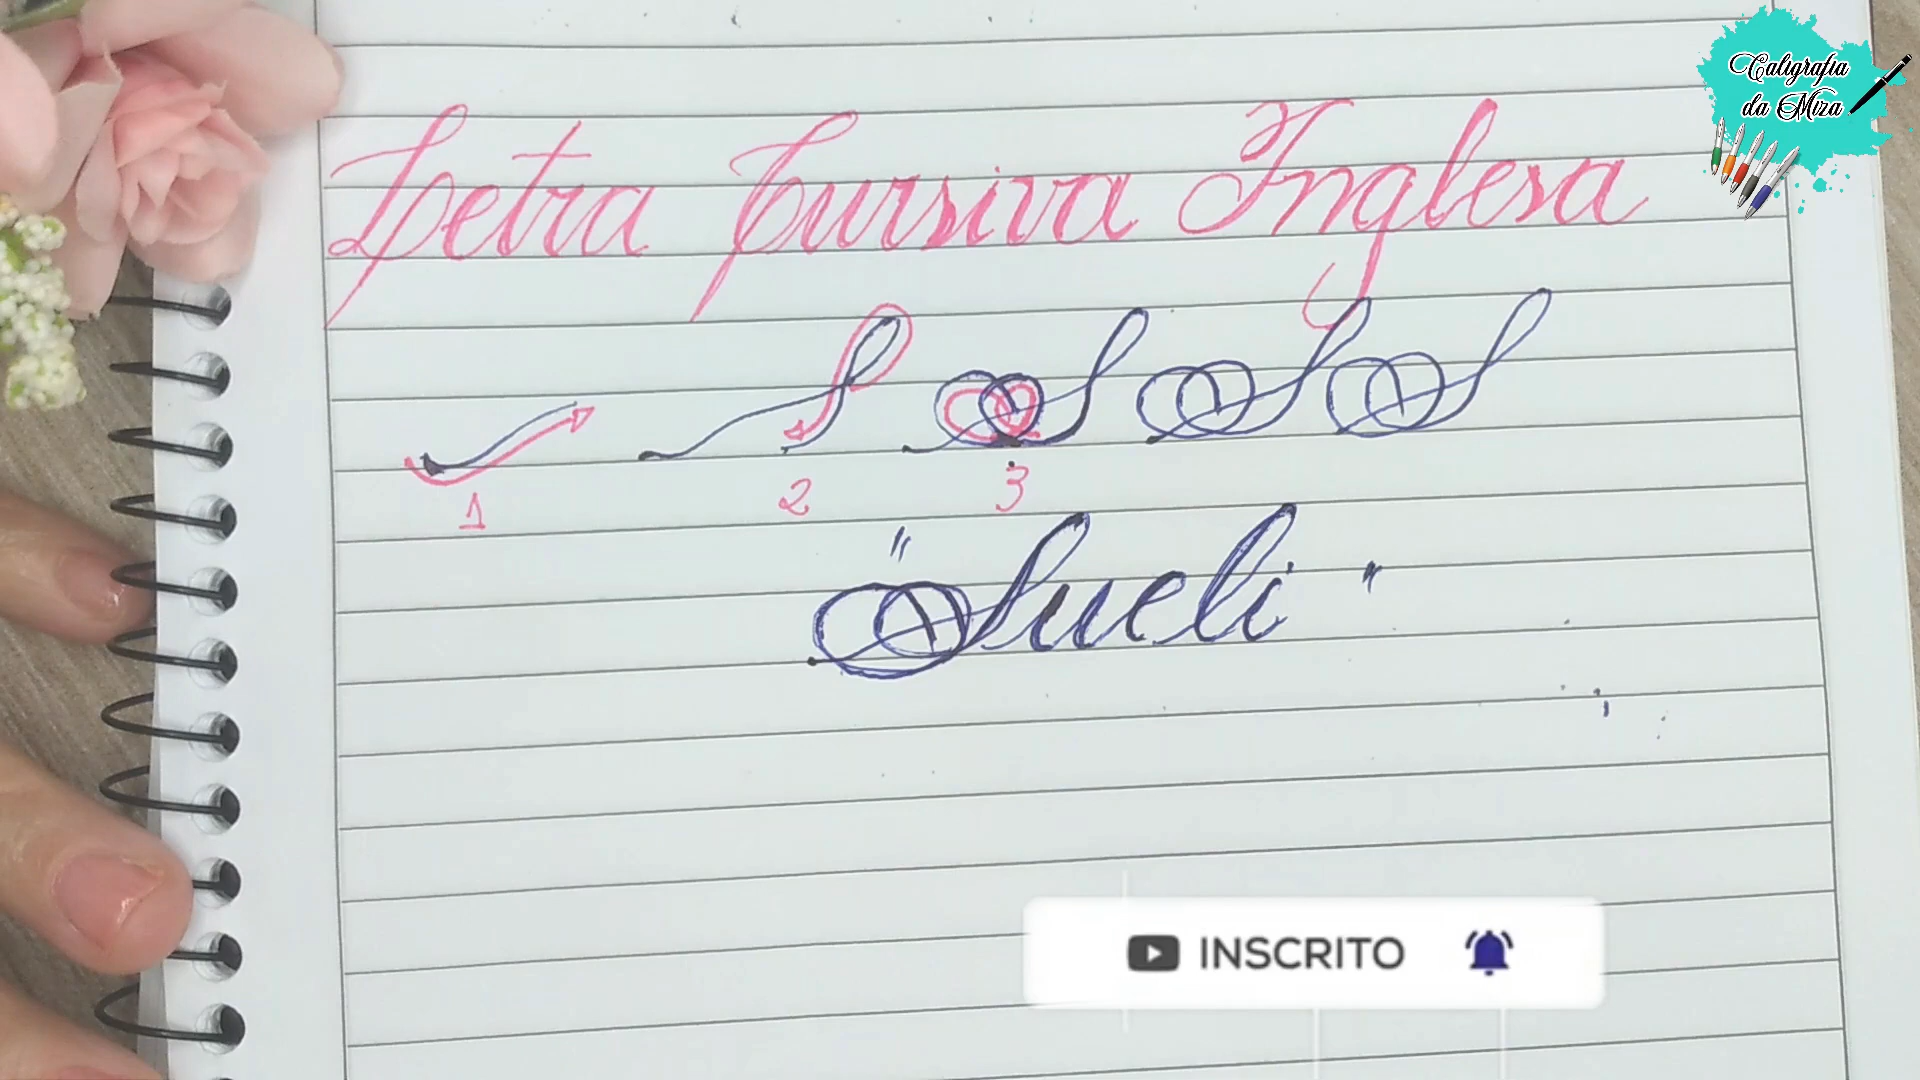 Caligrafia
da Miza
Letra Cursiva Inglesa
S S S
1 2 3
"Sueli"
INSCRITO